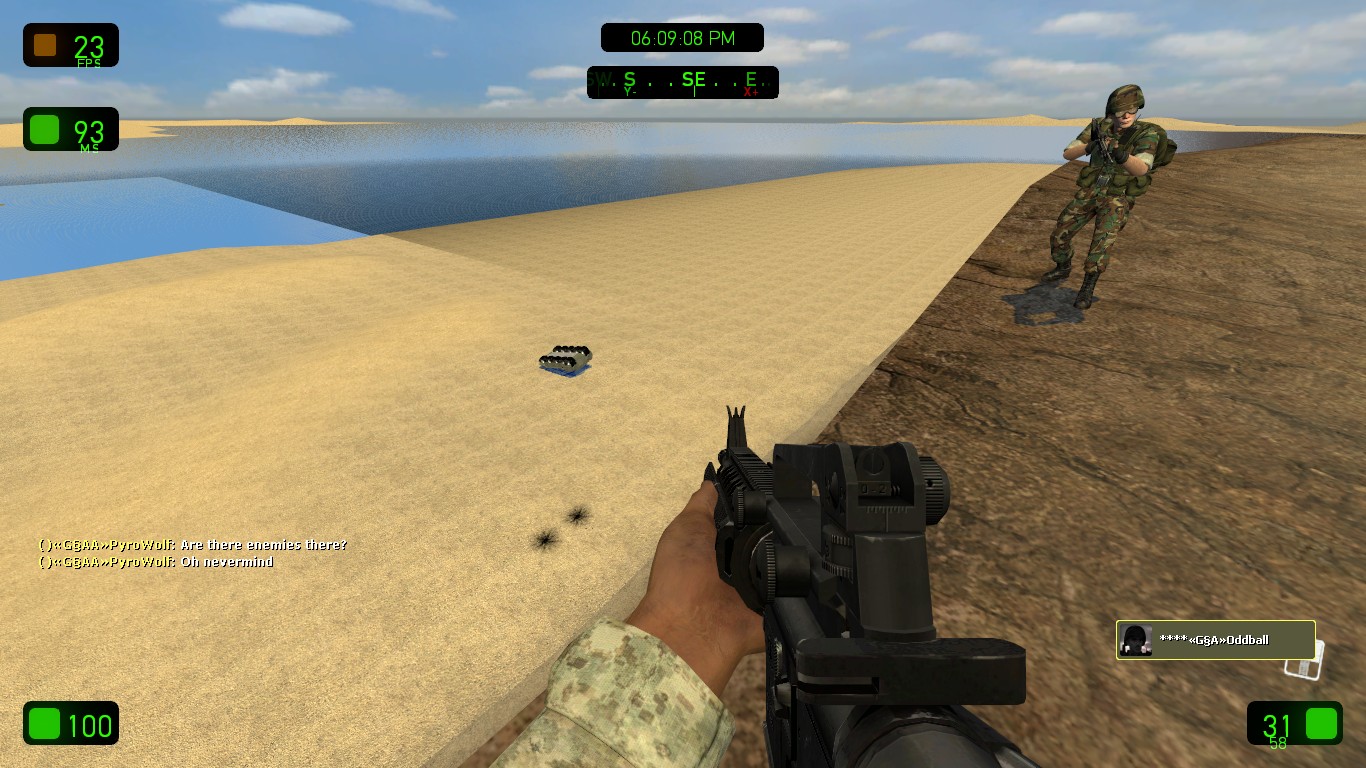 23
FPS
06:09:08 PM
SW. S . . SE . . E .
Y- X+
93
MS
( )«G§AA»PyroWolf: Are there enemies there?
( )«G§AA»PyroWolf: Oh nevermind
****«G§A»Oddball
100
31
58